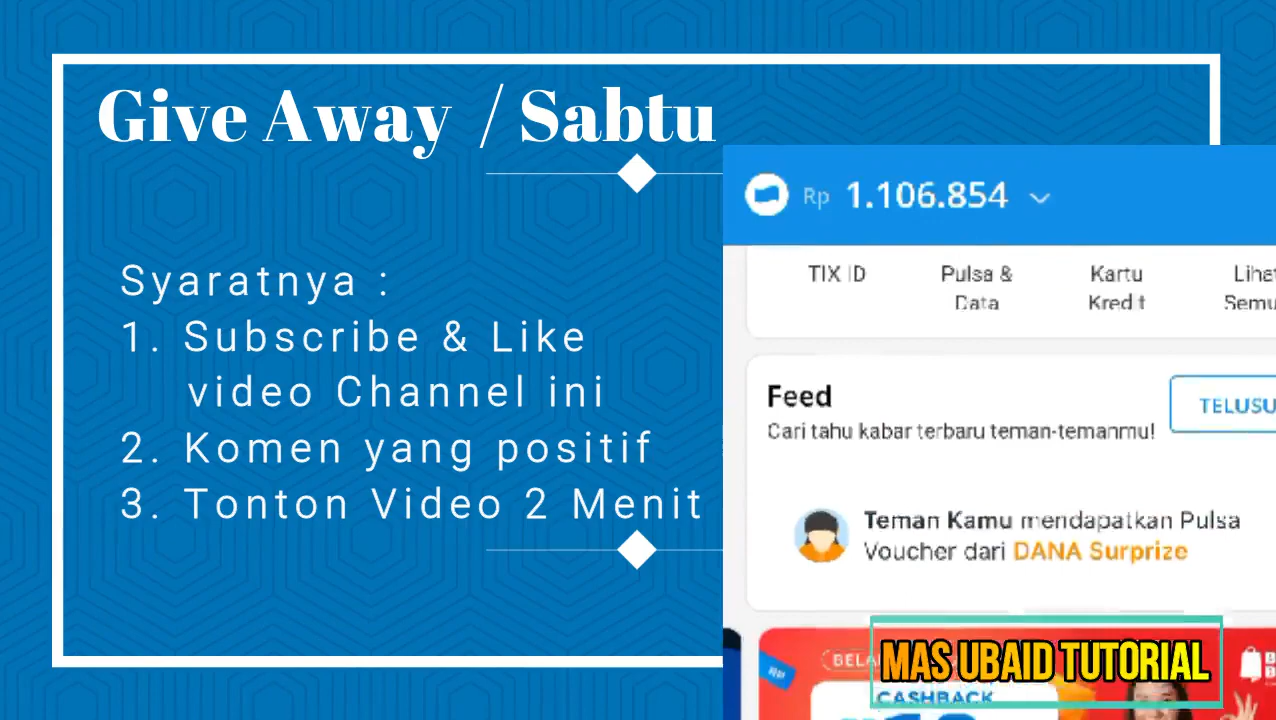 Give Away / Sabtu
Syaratnya :
1. Subscribe & Like
video Channel ini
2. Komen yang positif
3. Tonton Video 2 Menit
Rp 1.106.854
TIX ID
Pulsa &
Data
Kartu
Kredit
Feed
Cari tahu kabar terbaru teman-temanmu!
Teman Kamu mendapatkan Pulsa
Voucher dari DANA Surprize
CASHBACK
MAS UBAID TUTORIAL